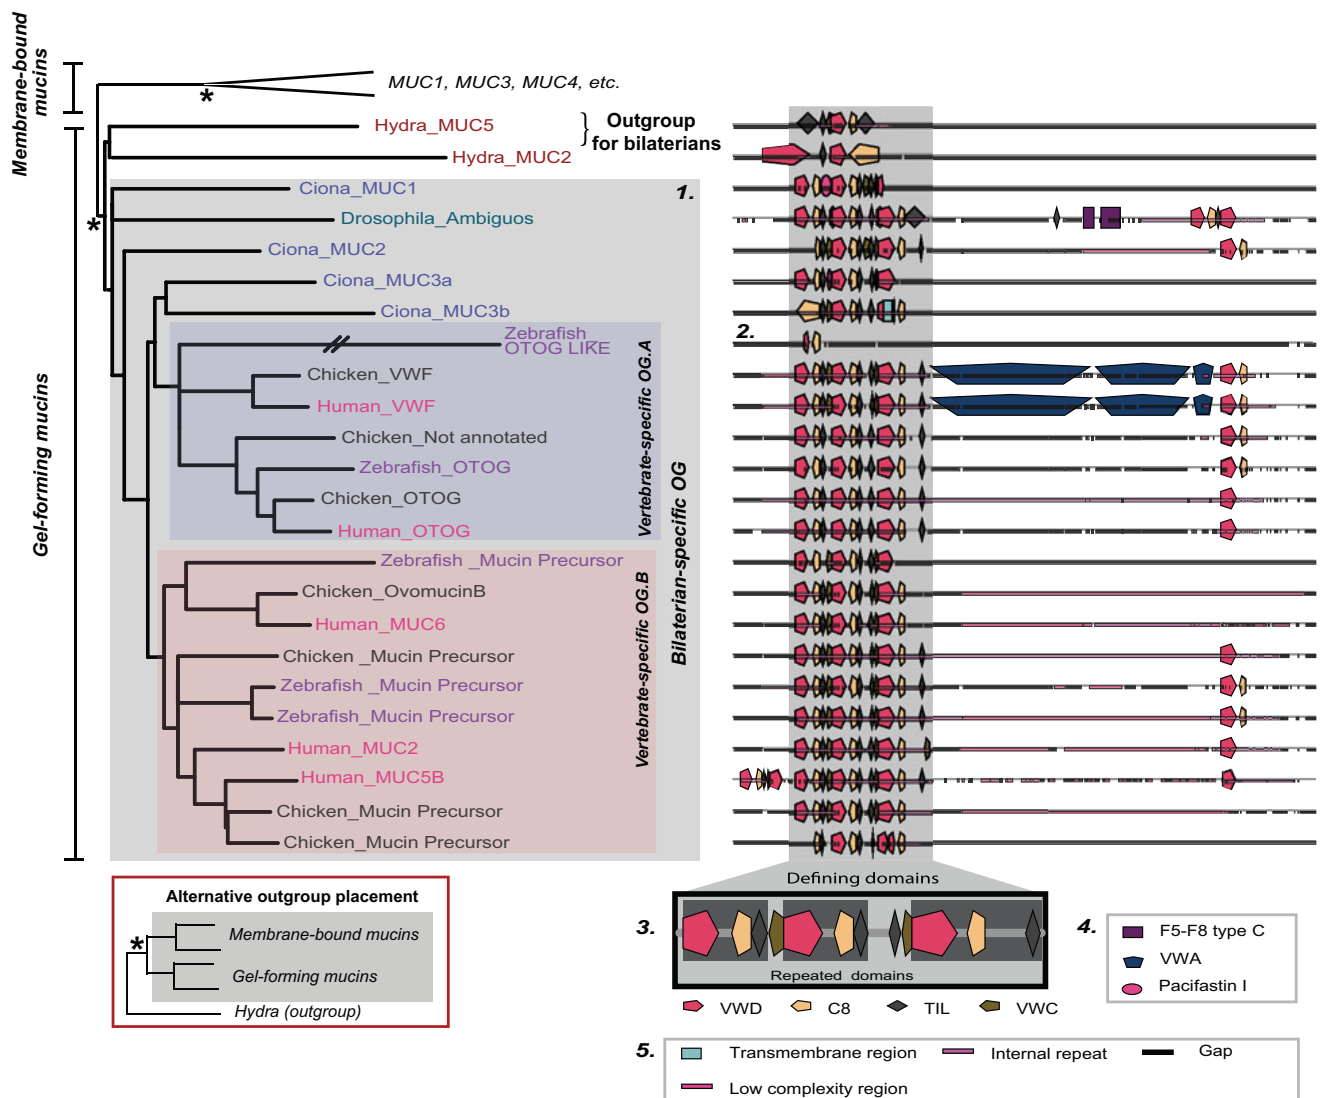 Membrane-bound
mucins
MUC1, MUC3, MUC4, etc.
*
Hydra_MUC5
Hydra_MUC2
Outgroup
for bilaterians
Gel-forming mucins
*
1.
Ciona_MUC1
Drosophila_Ambiguos
Ciona_MUC2
Ciona_MUC3a
Ciona_MUC3b
2.
Zebrafish
OTOG LIKE
Chicken_VWF
Human_VWF
Chicken_Not annotated
Zebrafish_OTOG
Chicken_OTOG
Human_OTOG
Vertebrate-specific OG.A
Zebrafish _Mucin Precursor
Chicken_OvomucinB
Human_MUC6
Chicken _Mucin Precursor
Zebrafish _Mucin Precursor
Zebrafish_Mucin Precursor
Human_MUC2
Human_MUC5B
Chicken_Mucin Precursor
Chicken_Mucin Precursor
Vertebrate-specific OG.B
Bilaterian-specific OG
Alternative outgroup placement
*
Membrane-bound mucins
Gel-forming mucins
Hydra (outgroup)
Defining domains
3.
Repeated domains
VWD
C8
TIL
VWC
4.
F5-F8 type C
VWA
Pacifastin I
5.
Transmembrane region
Internal repeat
Gap
Low complexity region